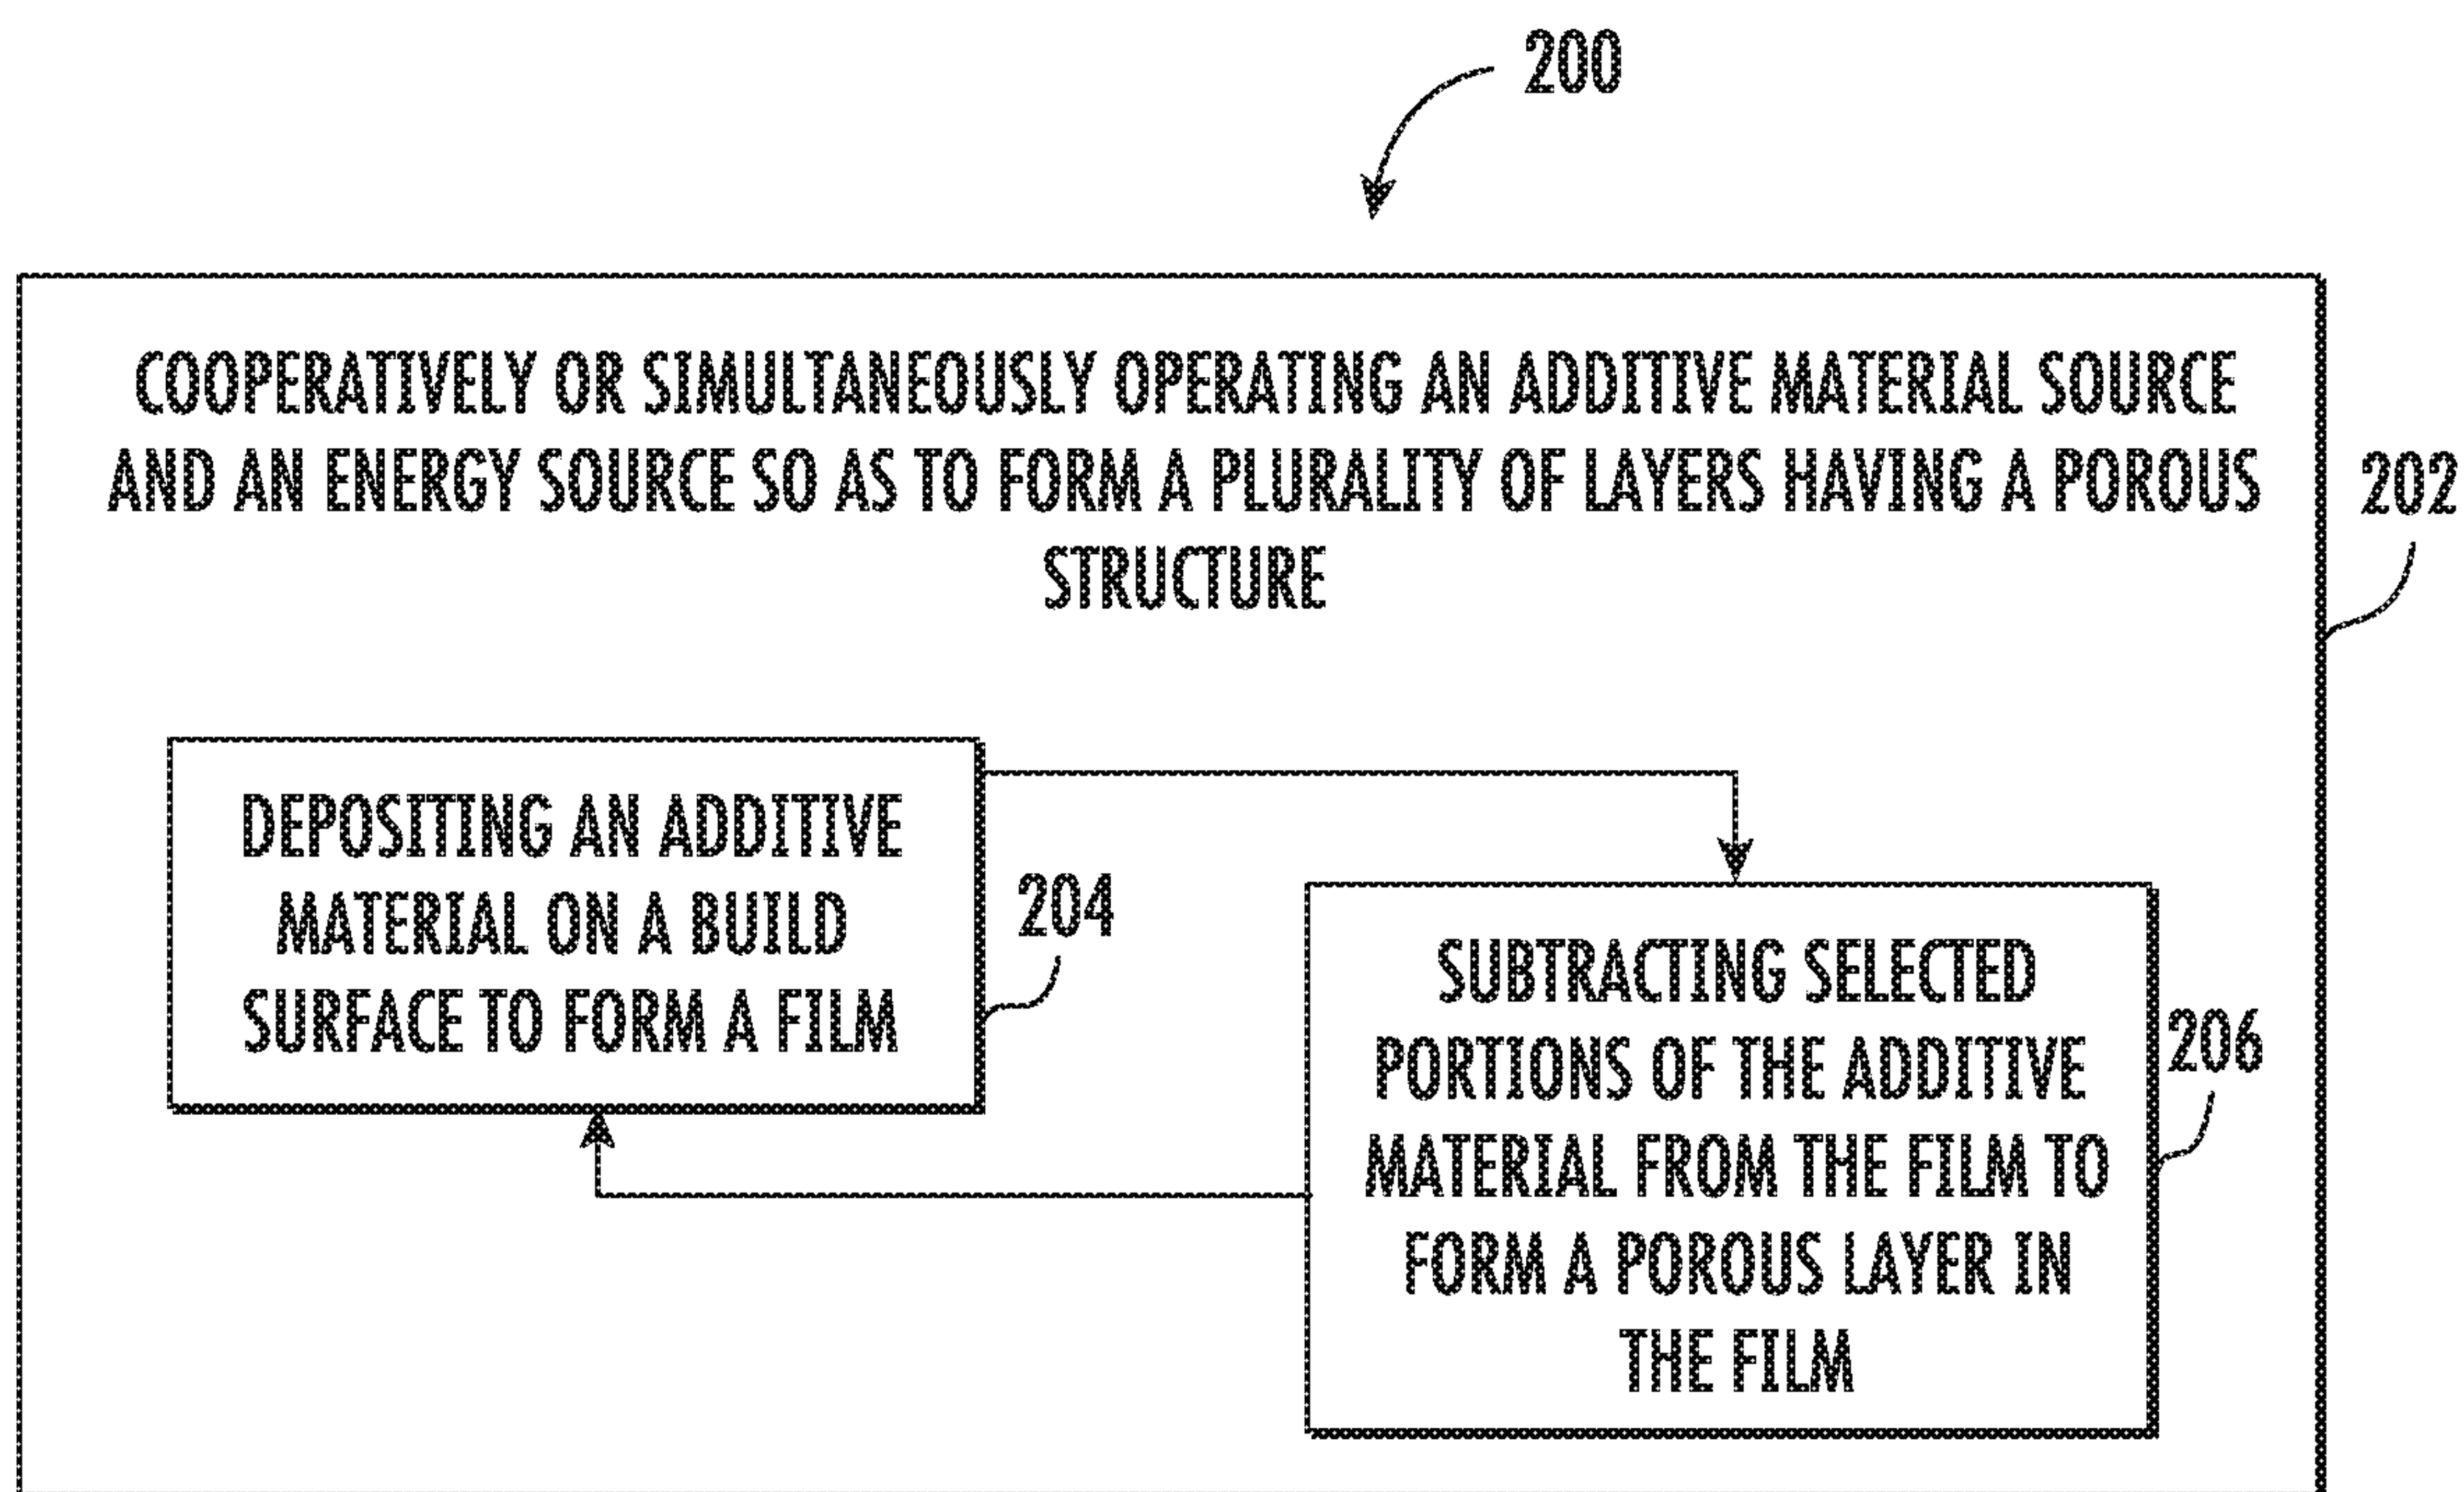 200
COOPERATIVELY OR SIMULTANEOUSLY OPERATING AN ADDITIVE MATERIAL SOURCE
AND AN ENERGY SOURCE SO AS TO FORM A PLURALITY OF LAYERS HAVING A POROUS
STRUCTURE
202
DEPOSITING AN ADDITIVE
MATERIAL ON A BUILD
SURFACE TO FORM A FILM
204
SUBTRACTING SELECTED
PORTIONS OF THE ADDITIVE
MATERIAL FROM THE FILM TO
FORM A POROUS LAYER IN
THE FILM
206